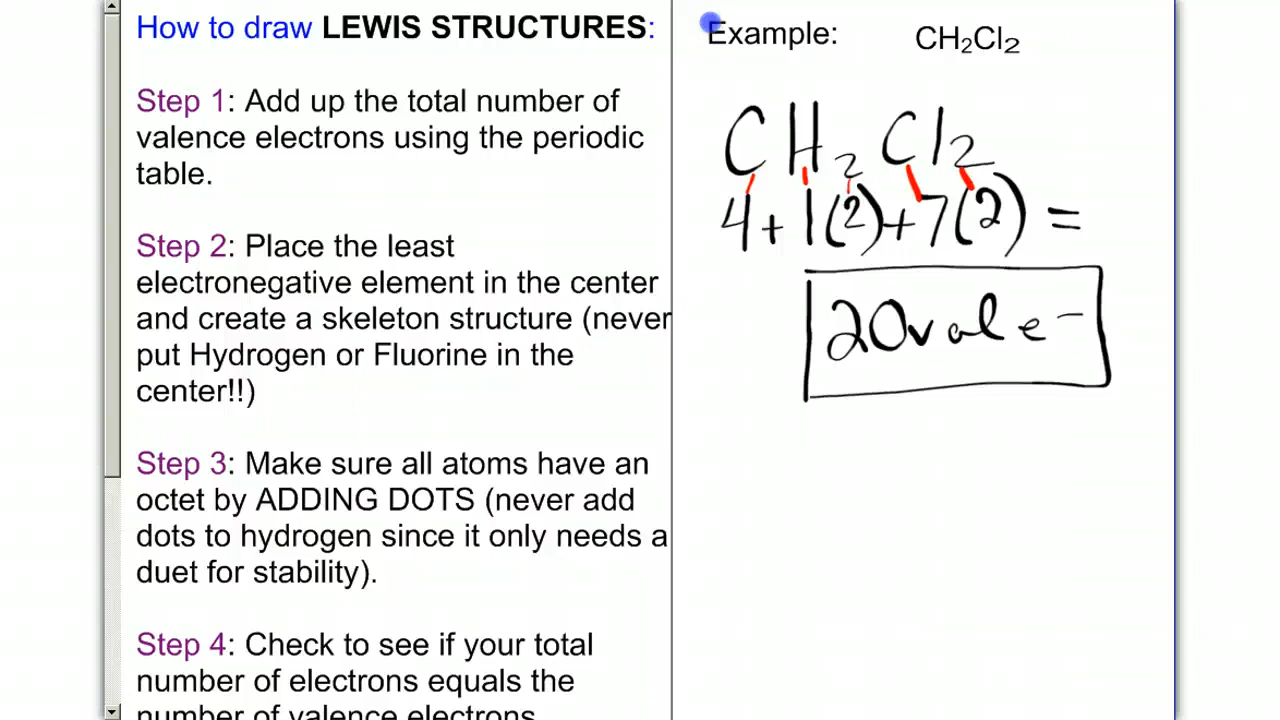 How to draw LEWIS STRUCTURES:
Step 1: Add up the total number of
valence electrons using the periodic
table.
Step 2: Place the least
electronegative element in the center
and create a skeleton structure (never
put Hydrogen or Fluorine in the
center!!)
Step 3: Make sure all atoms have an
octet by ADDING DOTS (never add
dots to hydrogen since it only needs a
duet for stability).
Step 4: Check to see if your total
number of electrons equals the
number of valence electrons
Example: CH₂Cl₂
CH₂Cl₂
4+1(2)+7(2)=
20 val e⁻